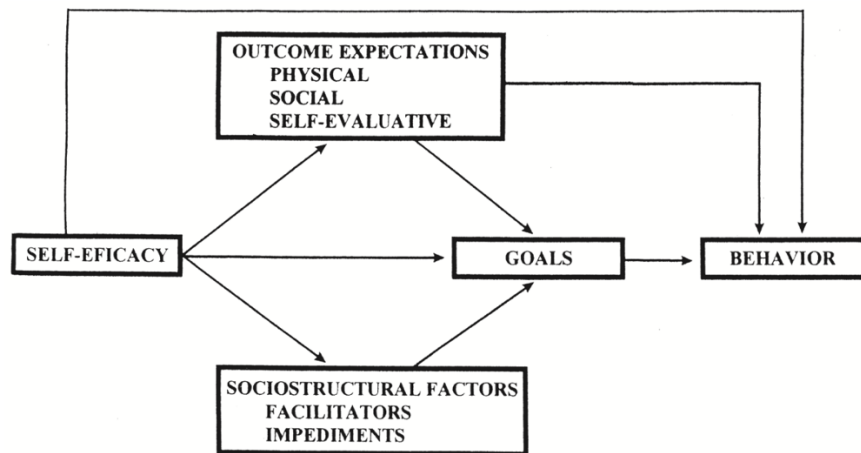 OUTCOME EXPECTATIONS
PHYSICAL
SOCIAL
SELF-EVALUATIVE
SELF-EFICACY
GOALS
BEHAVIOR
SOCIOSTRUCTURAL FACTORS
FACILITATORS
IMPEDIMENTS